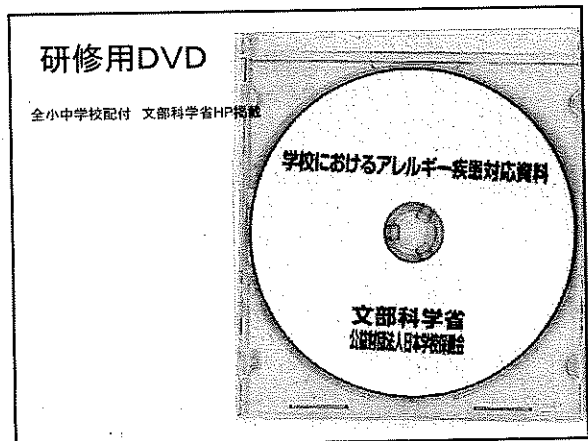 研修用DVD
全小中学校配付 文部科学省HP掲載
学校におけるアレルギー疾患対応資料
文部科学省
公益財団法人日本学校保健会